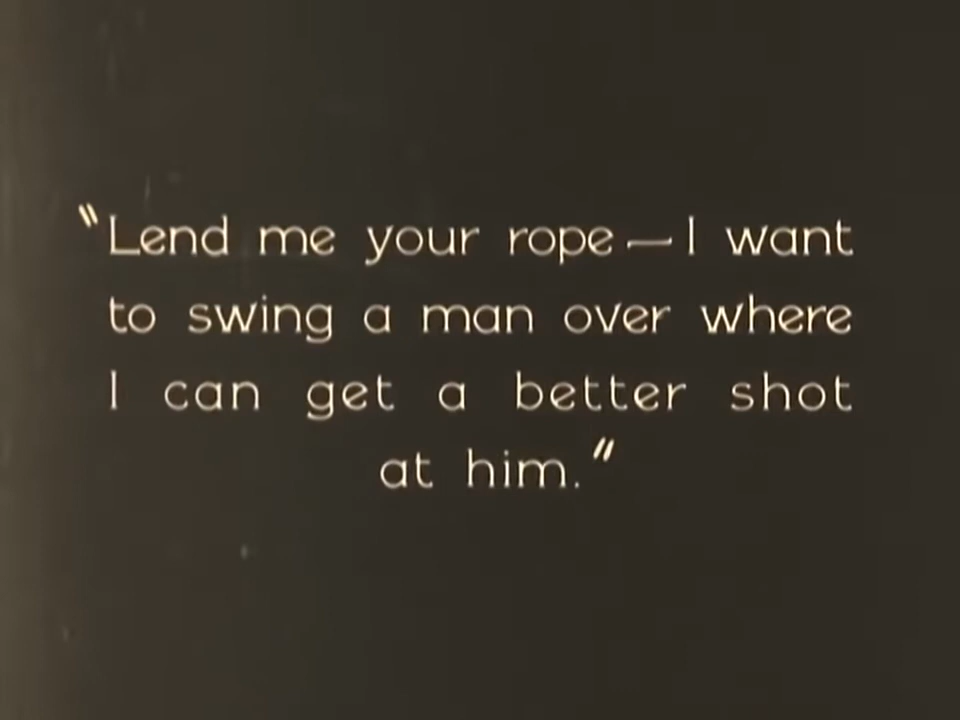 "Lend me your rope — I want
to swing a man over where
I can get a better shot
at him."